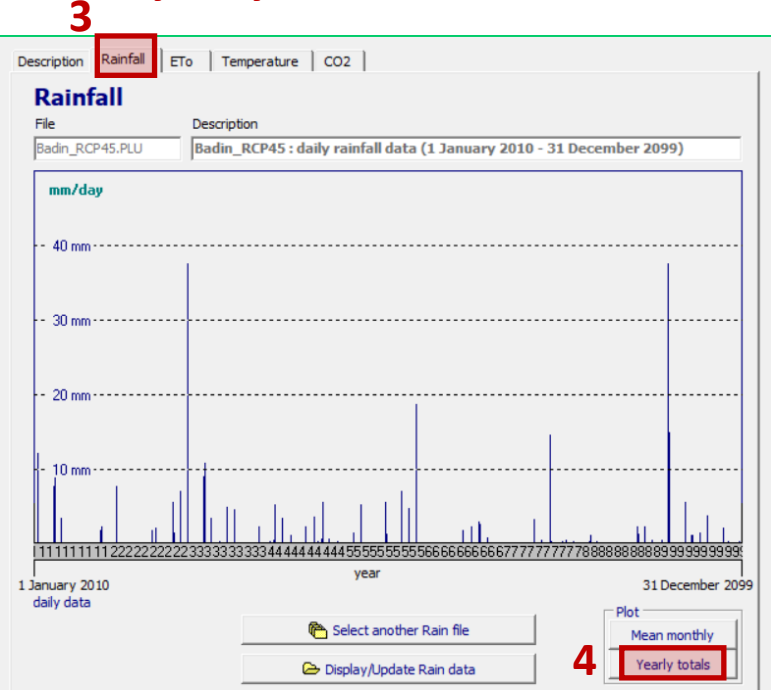 3
Description Rainfall ETo Temperature CO2
Rainfall
File Description
Badin_RCP45.PLU Badin_RCP45 : daily rainfall data (1 January 2010 - 31 December 2099)
mm/day
40 mm
30 mm
20 mm
10 mm
year
1 January 2010 31 December 2099
daily data
Plot
Select another Rain file Mean monthly
4
Display/Update Rain data Yearly totals